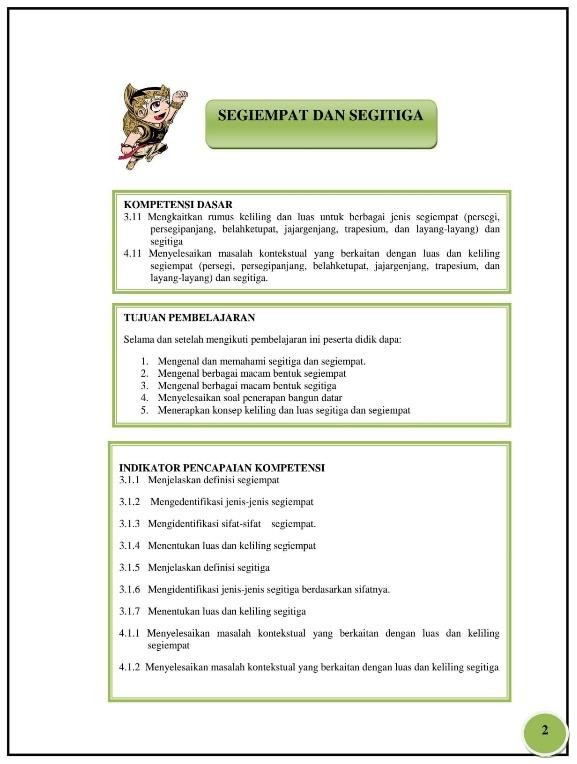 SEGIEMPAT DAN SEGITIGA
KOMPETENSI DASAR
3.11 Mengkaitkan rumus keliling dan luas untuk berbagai jenis segiempat (persegi,
persegipanjang, belahketupat, jajargenjang, trapesium, dan layang-layang) dan
segitiga
4.11 Menyelesaikan masalah kontekstual yang berkaitan dengan luas dan keliling
segiempat (persegi, persegipanjang, belahketupat, jajargenjang, trapesium, dan
layang-layang) dan segitiga.
TUJUAN PEMBELAJARAN
Selama dan setelah mengikuti pembelajaran ini peserta didik dapa:
1. Mengenal dan memahami segitiga dan segiempat.
2. Mengenal berbagai macam bentuk segiempat
3. Mengenal berbagai macam bentuk segitiga
4. Menyelesaikan soal penerapan bangun datar
5. Menerapkan konsep keliling dan luas segitiga dan segiempat
INDIKATOR PENCAPAIAN KOMPETENSI
3.1.1 Menjelaskan definisi segiempat
3.1.2 Mengedentifikasi jenis-jenis segiempat
3.1.3 Mengidentifikasi sifat-sifat segiempat.
3.1.4 Menentukan luas dan keliling segiempat
3.1.5 Menjelaskan definisi segitiga
3.1.6 Mengidentifikasi jenis-jenis segitiga berdasarkan sifatnya.
3.1.7 Menentukan luas dan keliling segitiga
4.1.1 Menyelesaikan masalah kontekstual yang berkaitan dengan luas dan keliling
segiempat
4.1.2 Menyelesaikan masalah kontekstual yang berkaitan dengan luas dan keliling segitiga
2